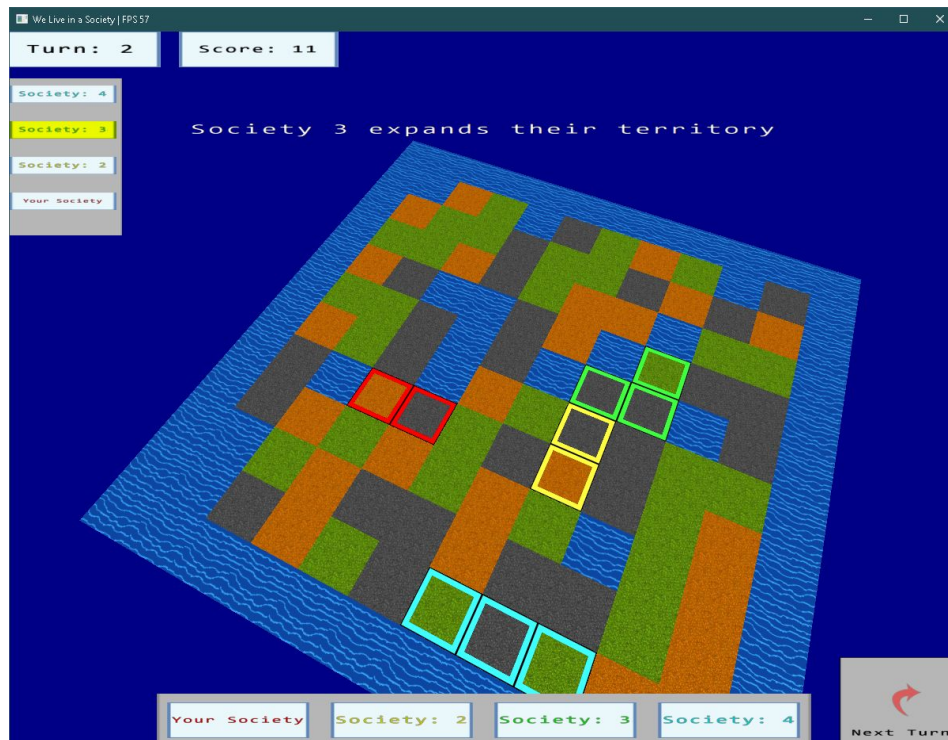 We Live in a Society | FPS 57
Turn: 2
Score: 11
Society: 4
Society: 3
Society: 2
Your Society
Society 3 expands their territory
Your Society
Society: 2
Society: 3
Society: 4
Next Turn